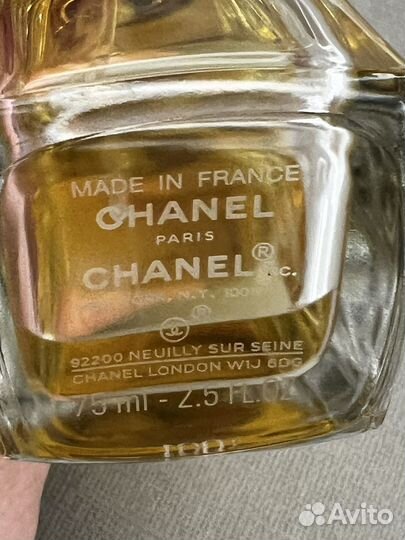 MADE IN FRANCE
CHANEL
PARIS
CHANEL®
N.Y.
®
92200 NEUILLY SUR SEINE
CHANEL LONDON W1J 6DG
75 ml - 2.5 FL.OZ
Avito